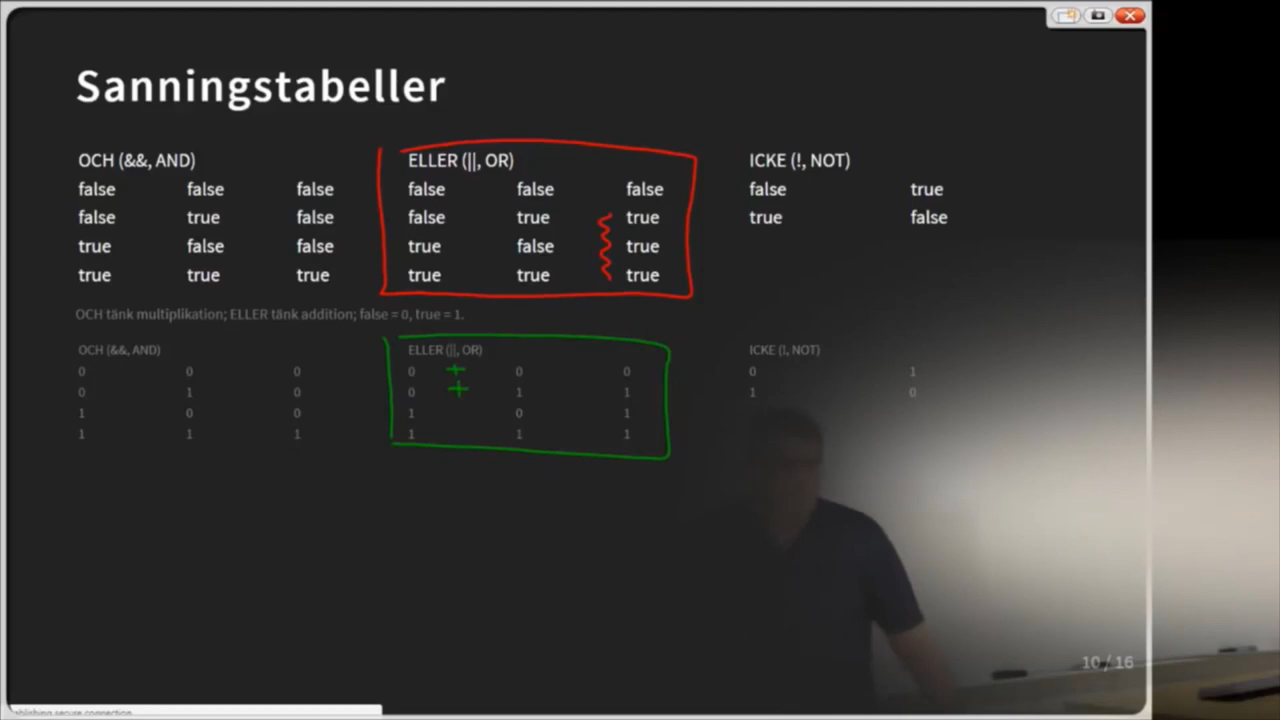 Sanningstabeller
OCH (&&, AND)
false false false
false true false
true false false
true true true
ELLER (||, OR)
false false false
false true true
true false true
true true true
ICKE (!, NOT)
false true
true false
OCH tänk multiplikation; ELLER tänk addition; false = 0, true = 1.
OCH (&&, AND)
0 0 0
0 1 0
1 0 0
1 1 1
ELLER (||, OR)
0 + 0 0
0 + 1 1
1 0 1
1 1 1
ICKE (!, NOT)
0 1
1 0
10 / 16
secure connection